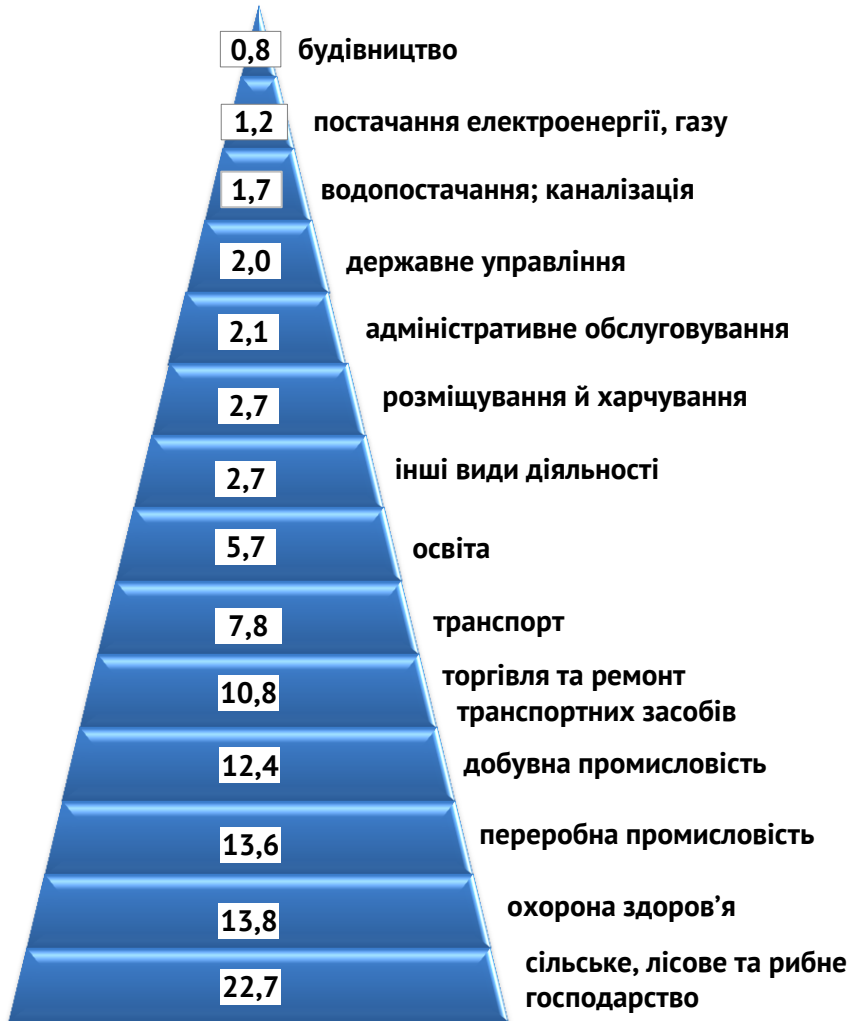 0,8 будівництво
1,2 постачання електроенергії, газу
1,7 водопостачання; каналізація
2,0 державне управління
2,1 адміністративне обслуговування
2,7 розміщування й харчування
2,7 інші види діяльності
5,7 освіта
7,8 транспорт
10,8 торгівля та ремонт
транспортних засобів
12,4 добувна промисловість
13,6 переробна промисловість
13,8 охорона здоров’я
22,7 сільське, лісове та рибне
господарство